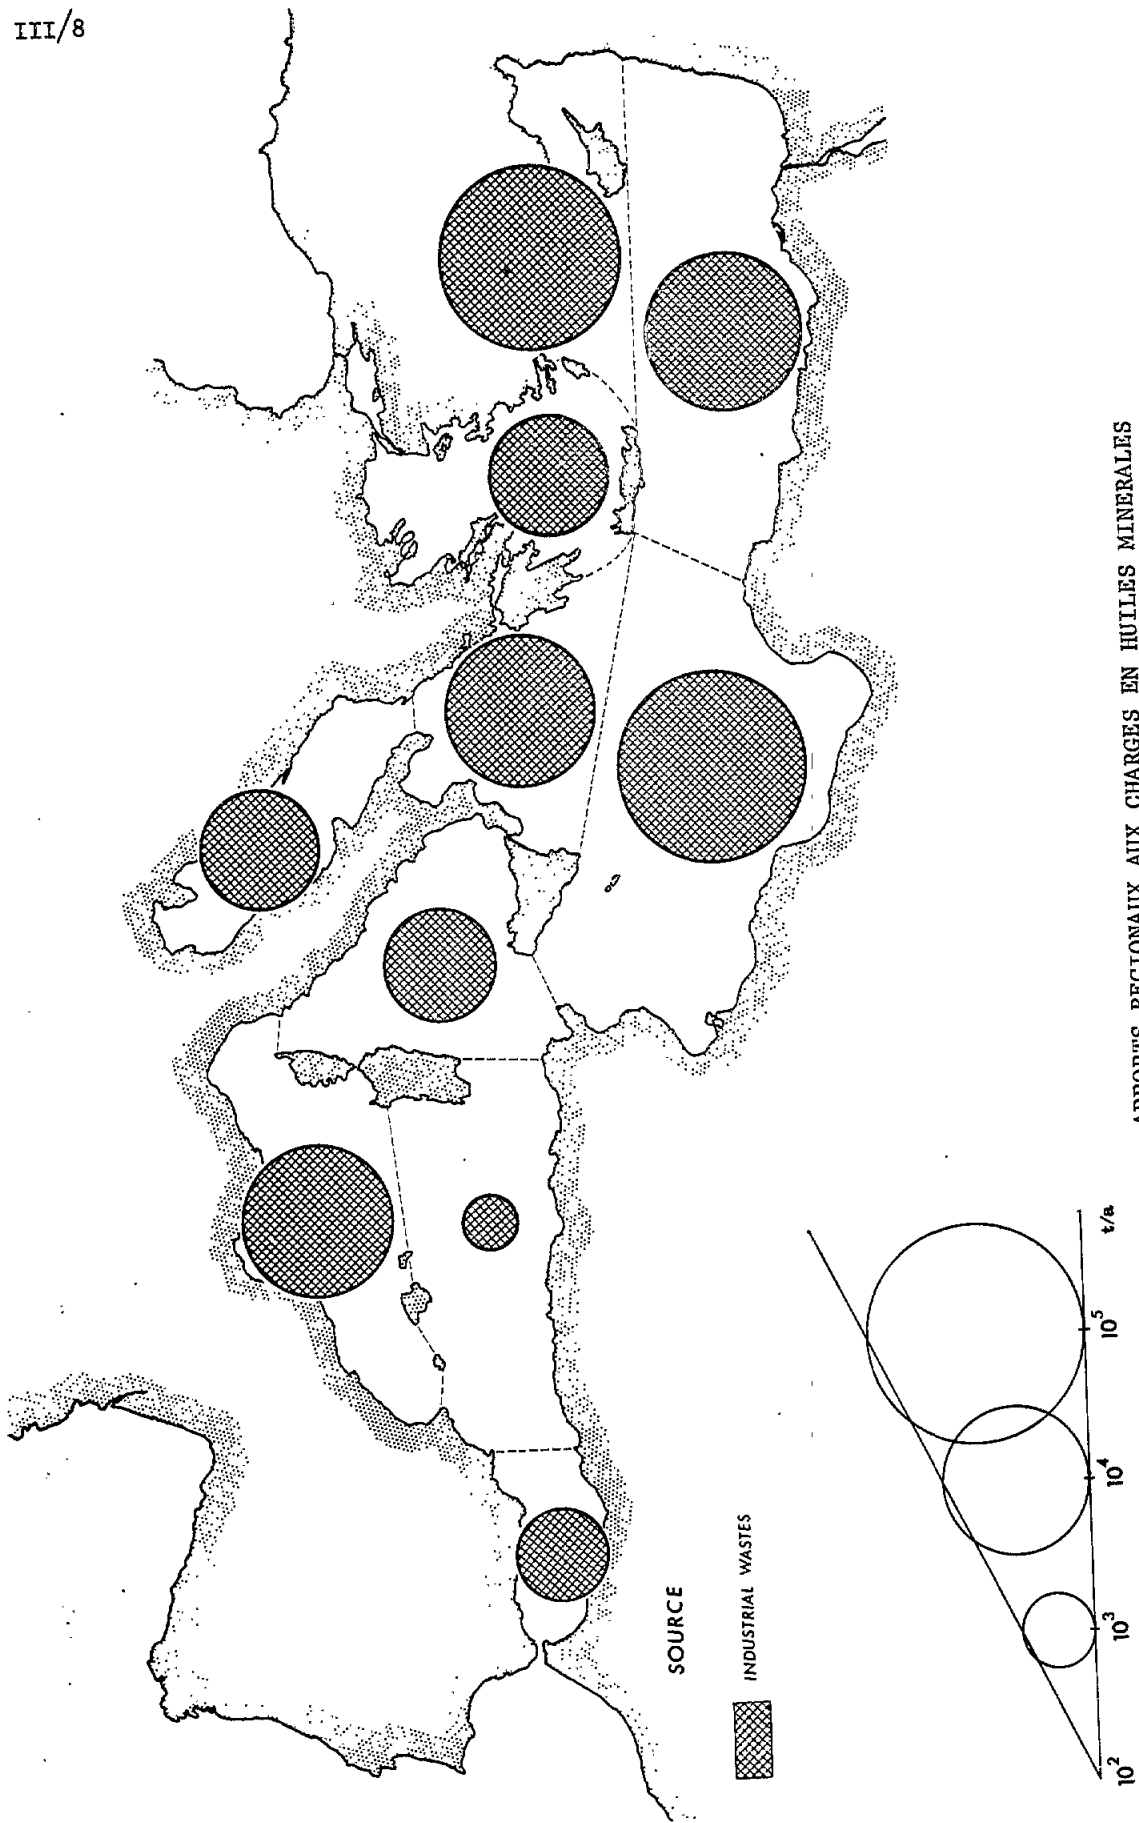 III/8
SOURCE
INDUSTRIAL WASTES
10² 10³ 10⁴ 10⁵ t/a
APPORTS REGIONAUX AUX CHARGES EN HUILES MINERALES